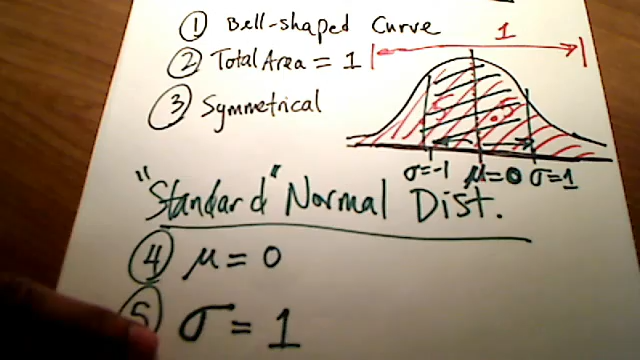 ① Bell-shaped Curve
② Total Area = 1
③ Symmetrical
1
.5 .5
σ=-1 μ=0 σ=1
"Standard" Normal Dist.
④ μ = 0
⑤ σ = 1